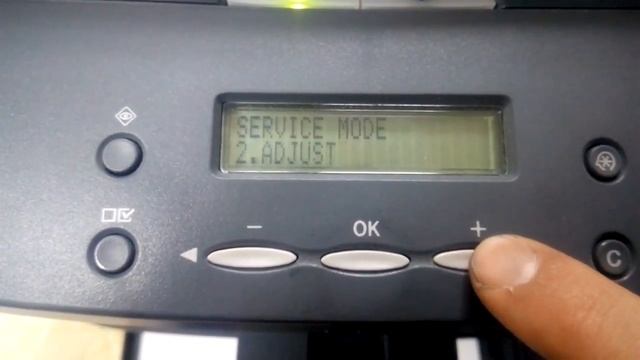 SERVICE MODE
2.ADJUST
− OK +
C